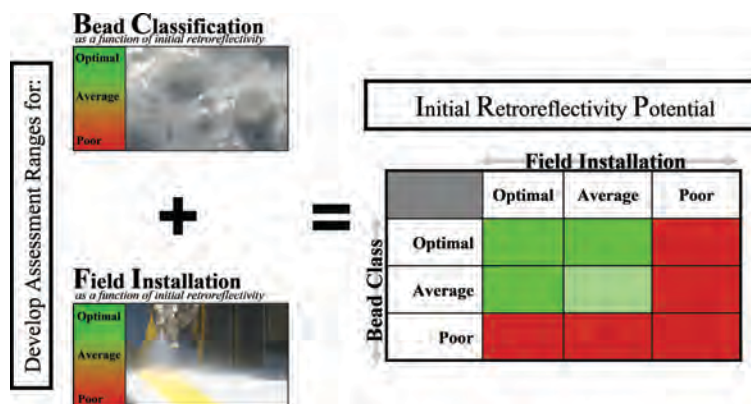 Develop Assessment Ranges for:
Bead Classification
as a function of initial retroreflectivity
Optimal
Average
Poor
+
Field Installation
as a function of initial retroreflectivity
Optimal
Average
Poor
=
Initial Retroreflectivity Potential
Field Installation
Optimal Average Poor
Bead Class
Optimal
Average
Poor